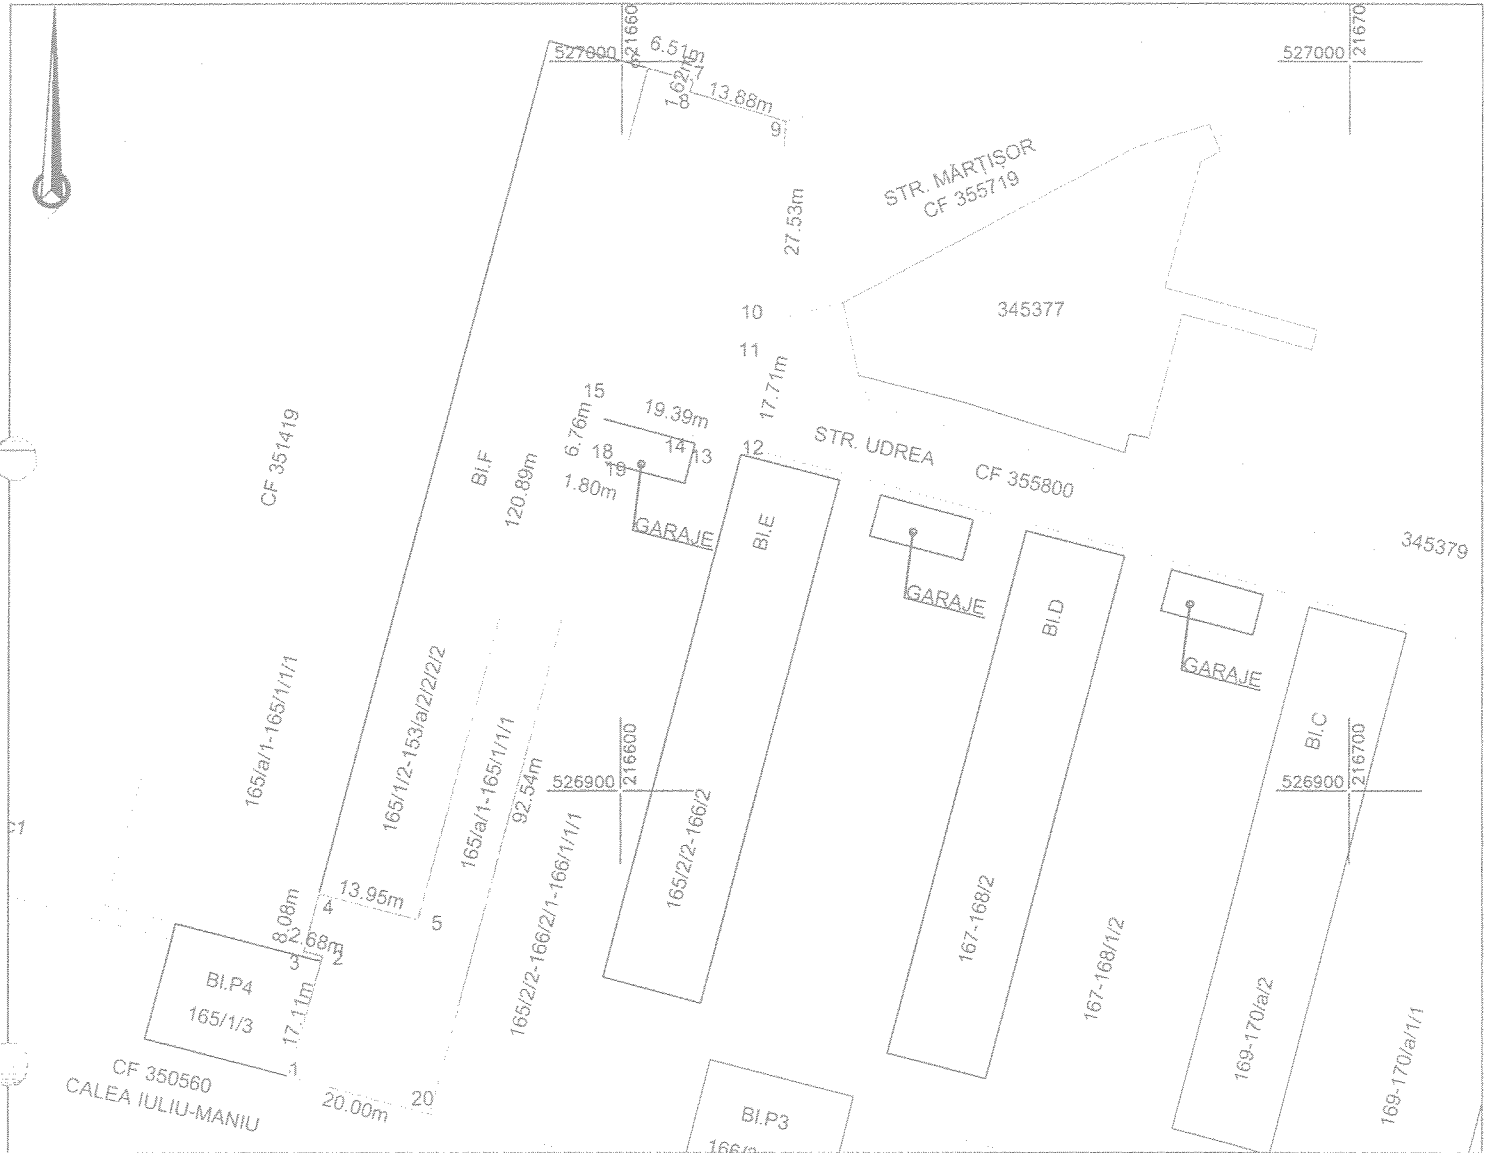 527000
21660
6.51m
6
7
1.62m
8
13.88m
9
527000
21670
STR. MĂRȚIȘOR
CF 355719
27.53m
10
345377
11
17.71m
15
19.39m
6.76m
14
13
12
18
19
1.80m
STR. UDREA
CF 355800
CF 351419
Bl.F
120.89m
GARAJE
Bl.E
GARAJE
345379
Bl.D
GARAJE
165/a/1-165/1/1/1
165/1/2-153/a/2/2/2/2
165/a/1-165/1/1/1
92.54m
526900
216600
Bl.C
526900
216700
C1
165/2/2-166/2/1-166/1/1/1
165/2/2-166/2
13.95m
4
5
8.08m
2.68m
3
2
167-168/2
167-168/1/2
Bl.P4
165/1/3
17.11m
169-170/a/2
169-170/a/1/1
1
CF 350560
CALEA IULIU-MANIU
20.00m
20
Bl.P3